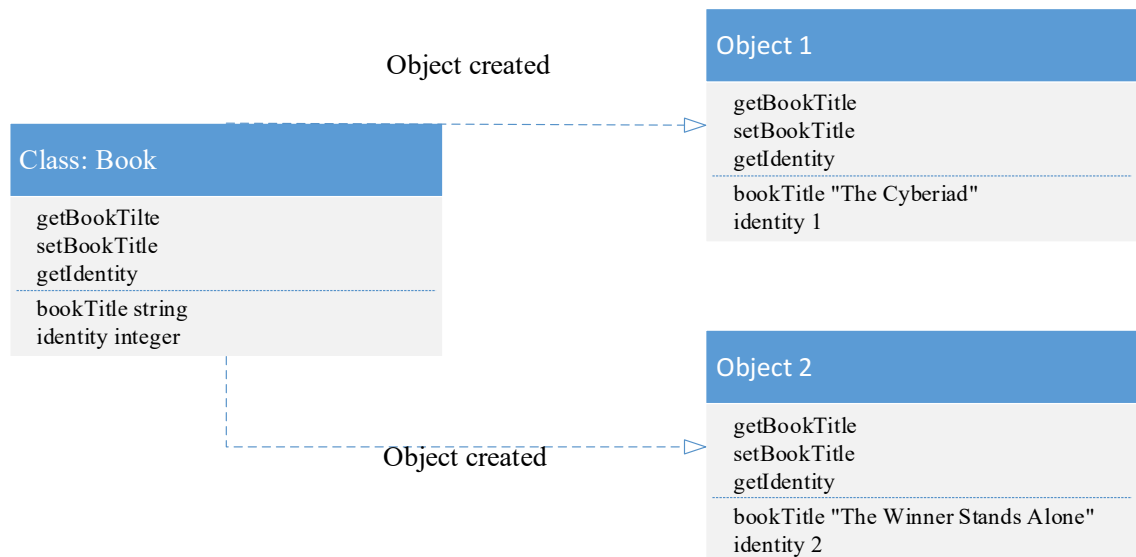 Object created
Object 1
getBookTitle
setBookTitle
getIdentity
bookTitle "The Cyberiad"
identity 1
Class: Book
getBookTilte
setBookTitle
getIdentity
bookTitle string
identity integer
Object created
Object 2
getBookTitle
setBookTitle
getIdentity
bookTitle "The Winner Stands Alone"
identity 2